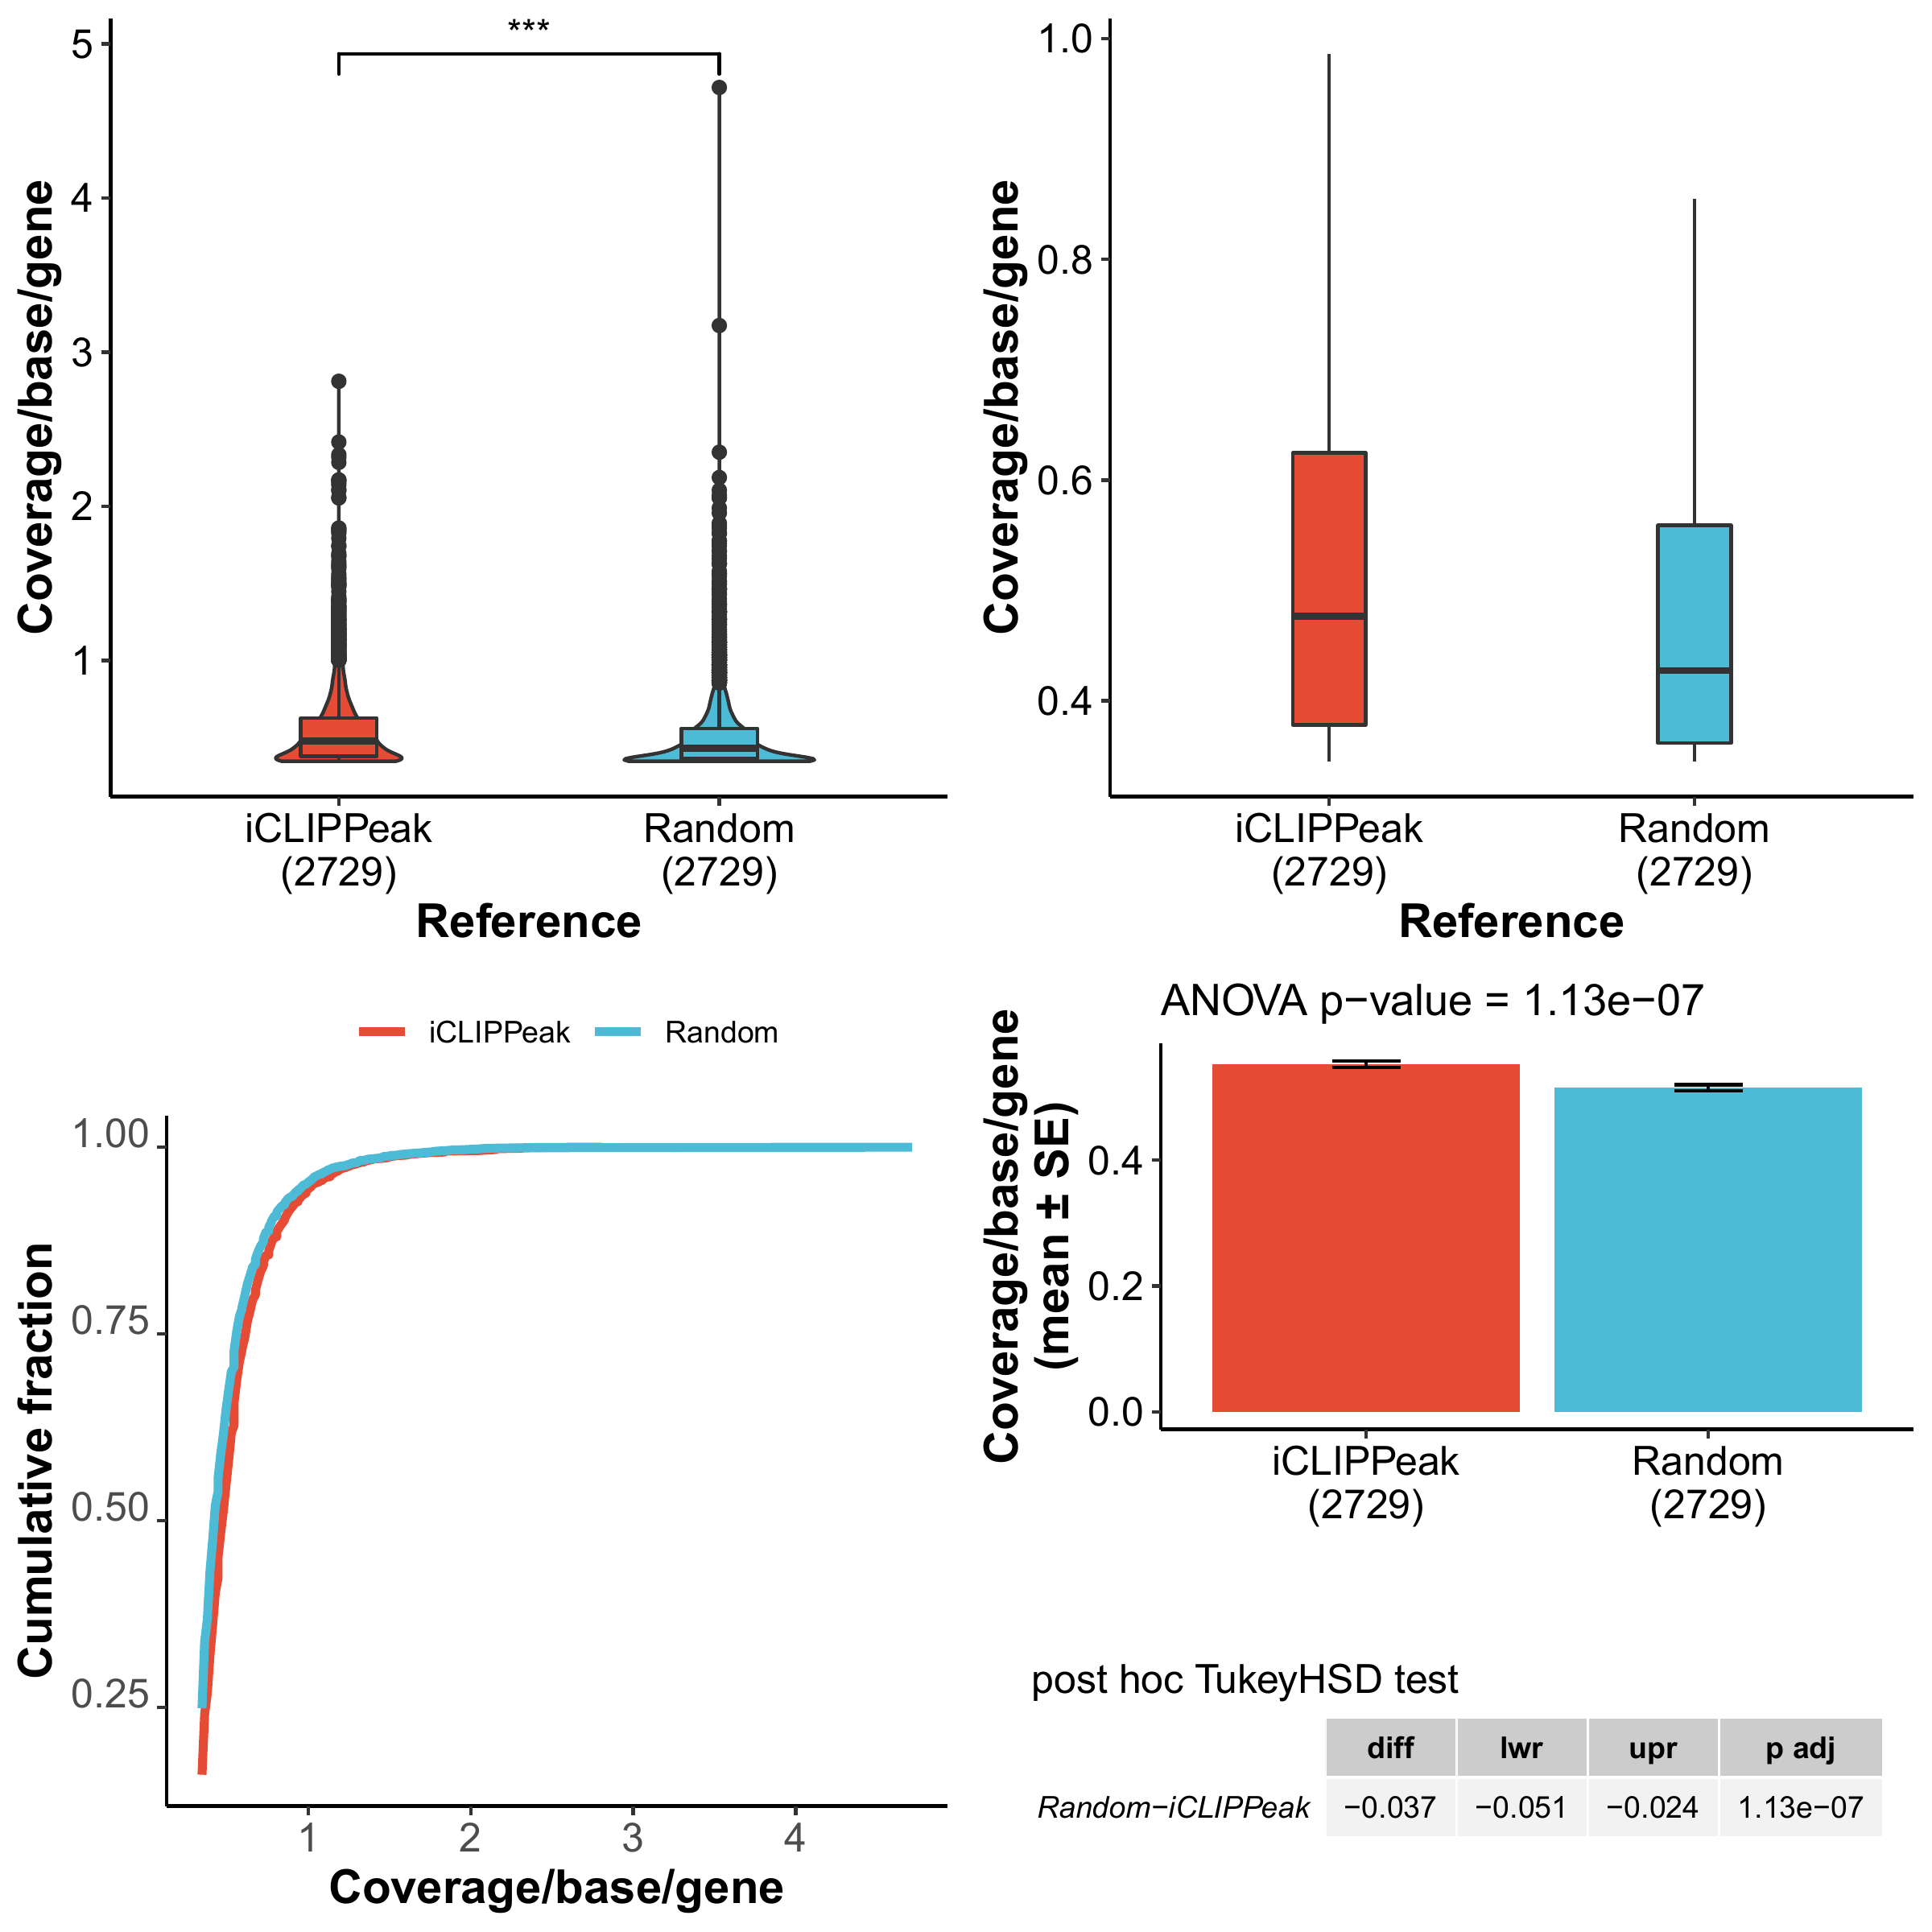 ***
5
4
3
2
1
Coverage/base/gene
iCLIPPeak
(2729)
Random
(2729)
Reference
1.0
0.8
0.6
0.4
Coverage/base/gene
iCLIPPeak
(2729)
Random
(2729)
Reference
iCLIPPeak Random
1.00
0.75
0.50
0.25
Cumulative fraction
1 2 3 4
Coverage/base/gene
ANOVA p−value = 1.13e−07
Coverage/base/gene
(mean ± SE)
0.4
0.2
0.0
iCLIPPeak
(2729)
Random
(2729)
post hoc TukeyHSD test
diff lwr upr p adj
Random−iCLIPPeak −0.037 −0.051 −0.024 1.13e−07